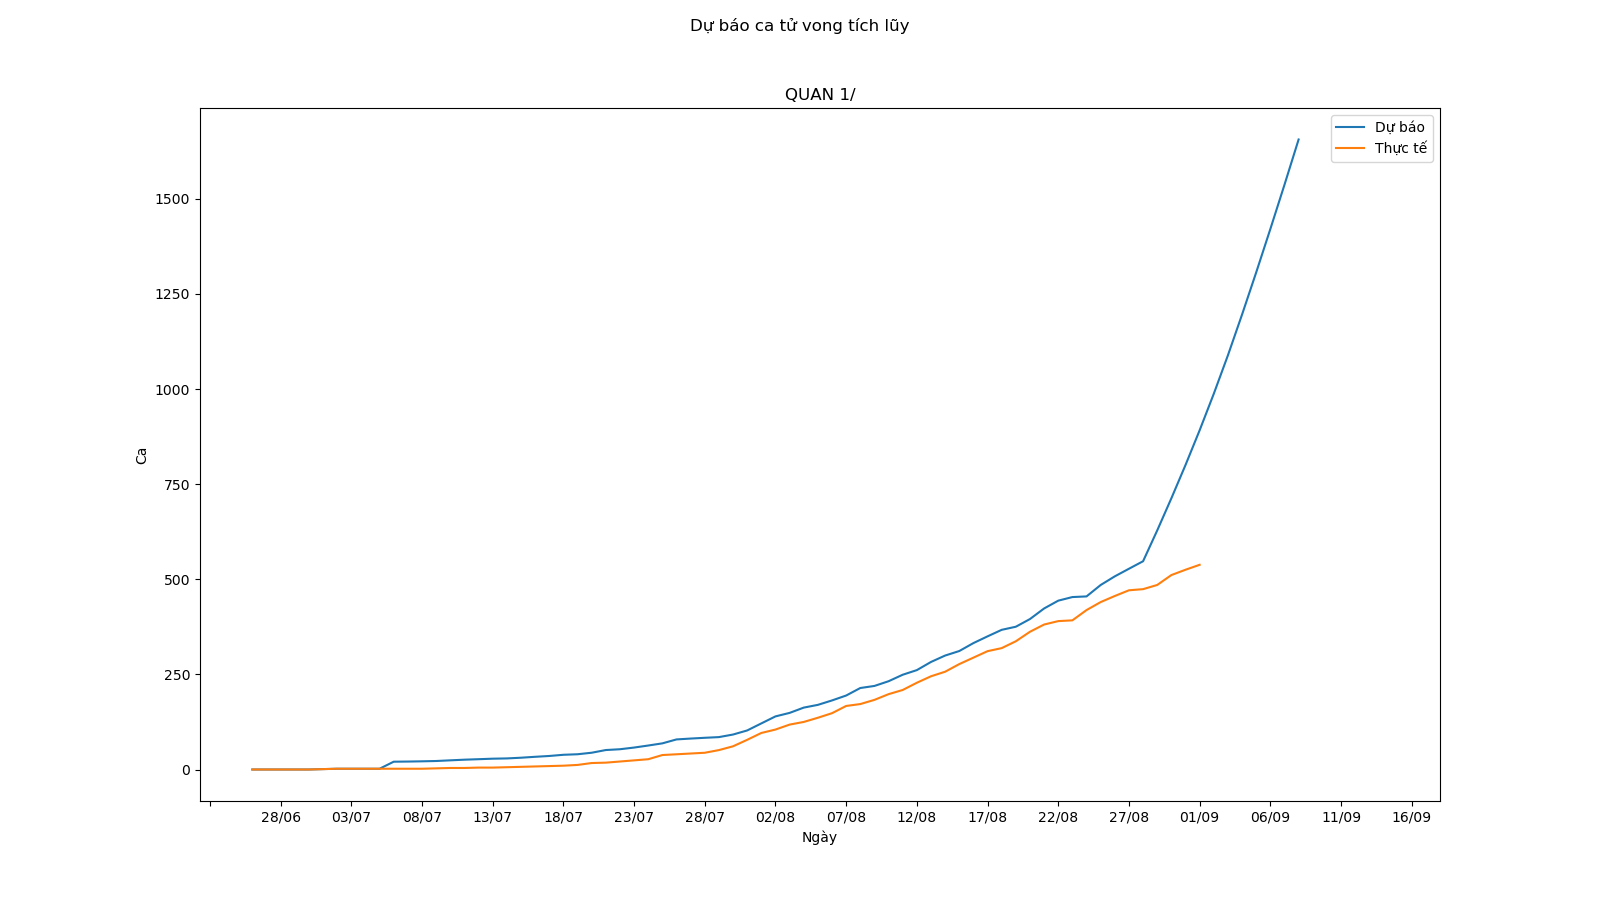 Dự báo ca tử vong tích lũy
QUAN 1/
Dự báo
Thực tế
1500
1250
1000
750
500
250
0
Ca
28/06 03/07 08/07 13/07 18/07 23/07 28/07 02/08 07/08 12/08 17/08 22/08 27/08 01/09 06/09 11/09 16/09
Ngày